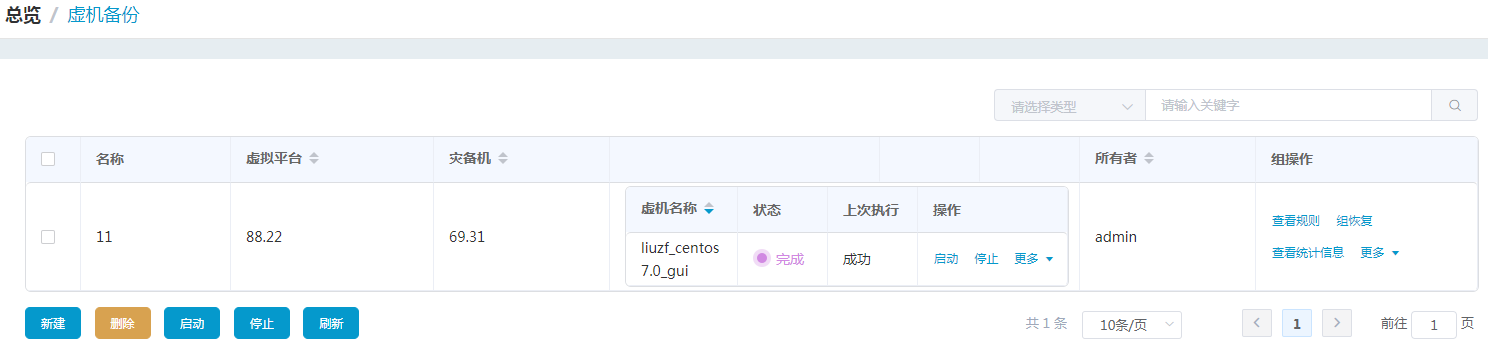 总览 / 虚机备份
请选择类型 请输入关键字
名称 虚拟平台 灾备机 所有者 组操作
虚机名称 状态 上次执行 操作
11 88.22 69.31 admin
liuzf_centos
7.0_gui
完成 成功 启动 停止 更多
查看规则 组恢复
查看统计信息 更多
新建 删除 启动 停止 刷新 共 1 条 10条/页 1 前往 1 页